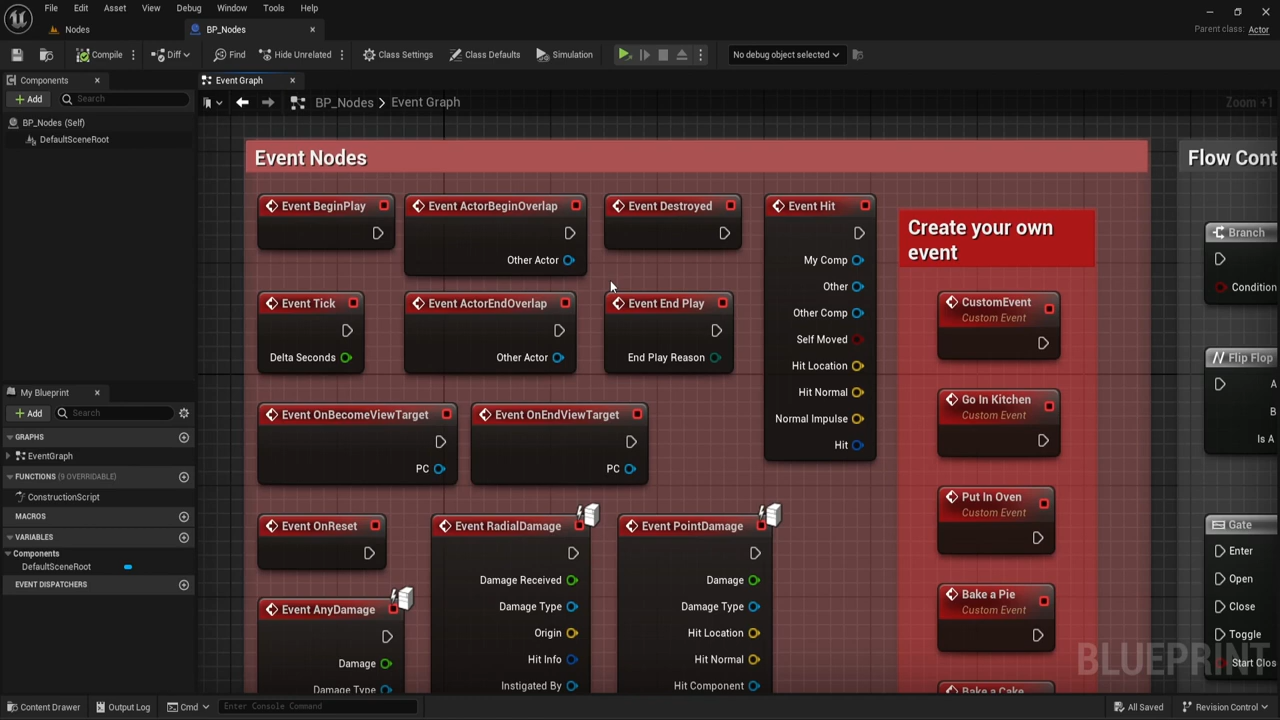 File Edit Asset View Debug Window Tools Help
Nodes
BP_Nodes
Parent class: Actor
Compile
Diff
Find
Hide Unrelated
Class Settings
Class Defaults
Simulation
No debug object selected
Components
Event Graph
Add
Search
BP_Nodes > Event Graph
Zoom +1
BP_Nodes (Self)
DefaultSceneRoot
Event Nodes
Flow Cont
Event BeginPlay
Event ActorBeginOverlap
Other Actor
Event Destroyed
Event Hit
My Comp
Other
Other Comp
Self Moved
Hit Location
Hit Normal
Normal Impulse
Hit
Create your own
event
Branch
Condition
Event Tick
Delta Seconds
Event ActorEndOverlap
Other Actor
Event End Play
End Play Reason
CustomEvent
Custom Event
Flip Flop
A
B
Is A
Go In Kitchen
Custom Event
Event OnBecomeViewTarget
PC
Event OnEndViewTarget
PC
Put In Oven
Custom Event
Event OnReset
Event RadialDamage
Damage Received
Damage Type
Origin
Hit Info
Instigated By
Event PointDamage
Damage
Damage Type
Hit Location
Hit Normal
Hit Component
Gate
Enter
Open
Close
Toggle
Start Clos
Event AnyDamage
Damage
Damage Type
Bake a Pie
Custom Event
Bake a Cake
BLUEPRINT
My Blueprint
Add
Search
GRAPHS
EventGraph
FUNCTIONS (9 OVERRIDABLE)
ConstructionScript
MACROS
VARIABLES
Components
DefaultSceneRoot
EVENT DISPATCHERS
Content Drawer
Output Log
Cmd
Enter Console Command
All Saved
Revision Control